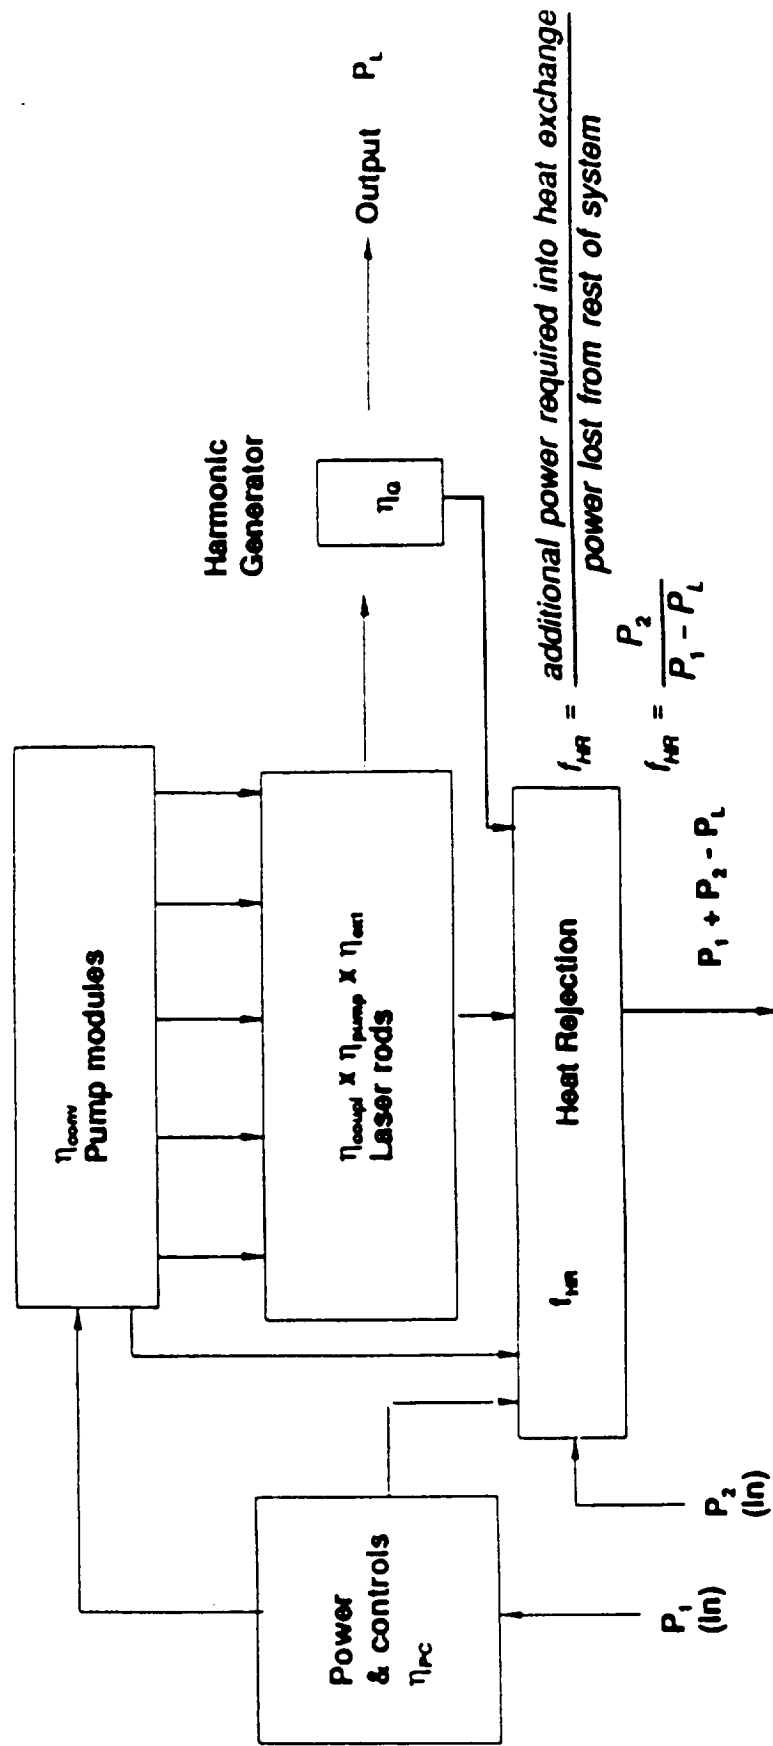 η_conv
Pump modules
Harmonic
Generator
Output P_L
Power
& controls
η_PC
η_coupl X η_pump X η_ext
Laser rods
η_Q
f_HR
Heat Rejection
f_HR = additional power required into heat exchange
power lost from rest of system
f_HR = P_2
P_1 - P_L
P_1
(In)
P_2
(In)
P_1 + P_2 - P_L